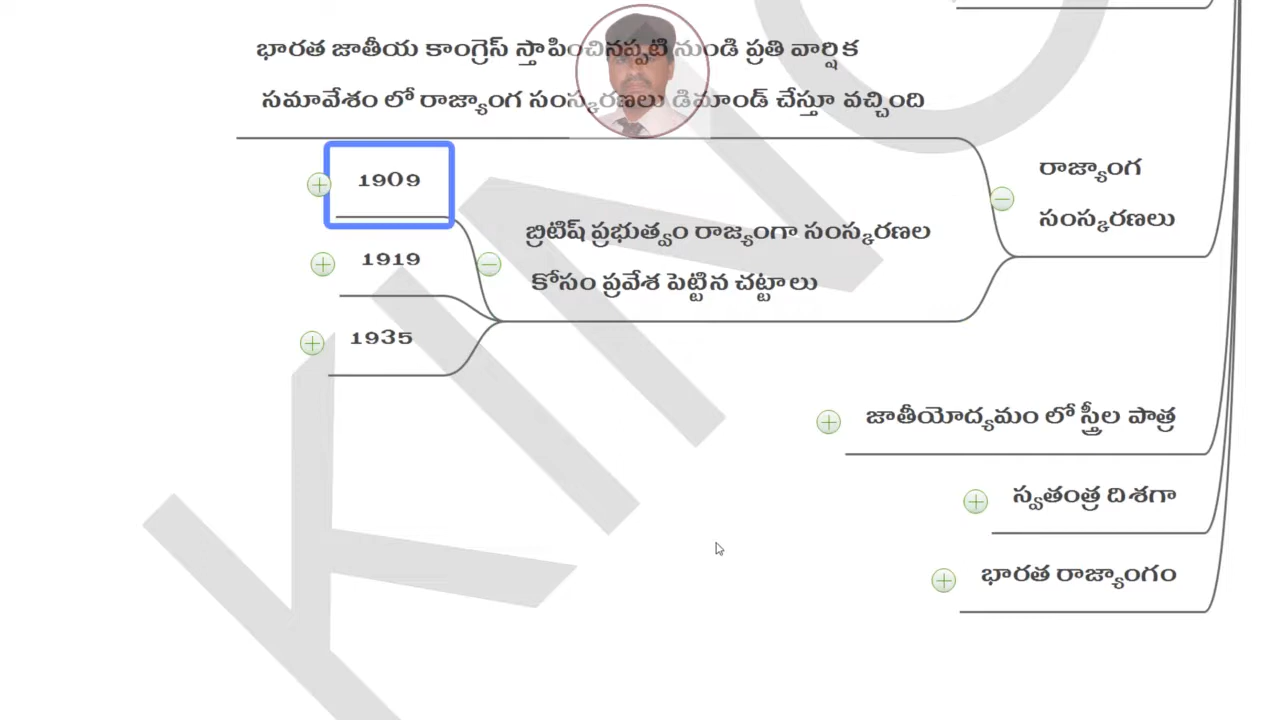 భారత జాతీయ కాంగ్రెస్ స్తాపించినప్పటి నుండి ప్రతి వార్షిక
సమావేశం లో రాజ్యాంగ సంస్కరణలు డిమాండ్ చేస్తూ వచ్చింది
రాజ్యాంగ
సంస్కరణలు
బ్రిటిష్ ప్రభుత్వం రాజ్యంగా సంస్కరణల
కోసం ప్రవేశ పెట్టిన చట్టాలు
1909
1919
1935
జాతీయోద్యమం లో స్త్రీల పాత్ర
స్వతంత్ర దిశగా
భారత రాజ్యాంగం